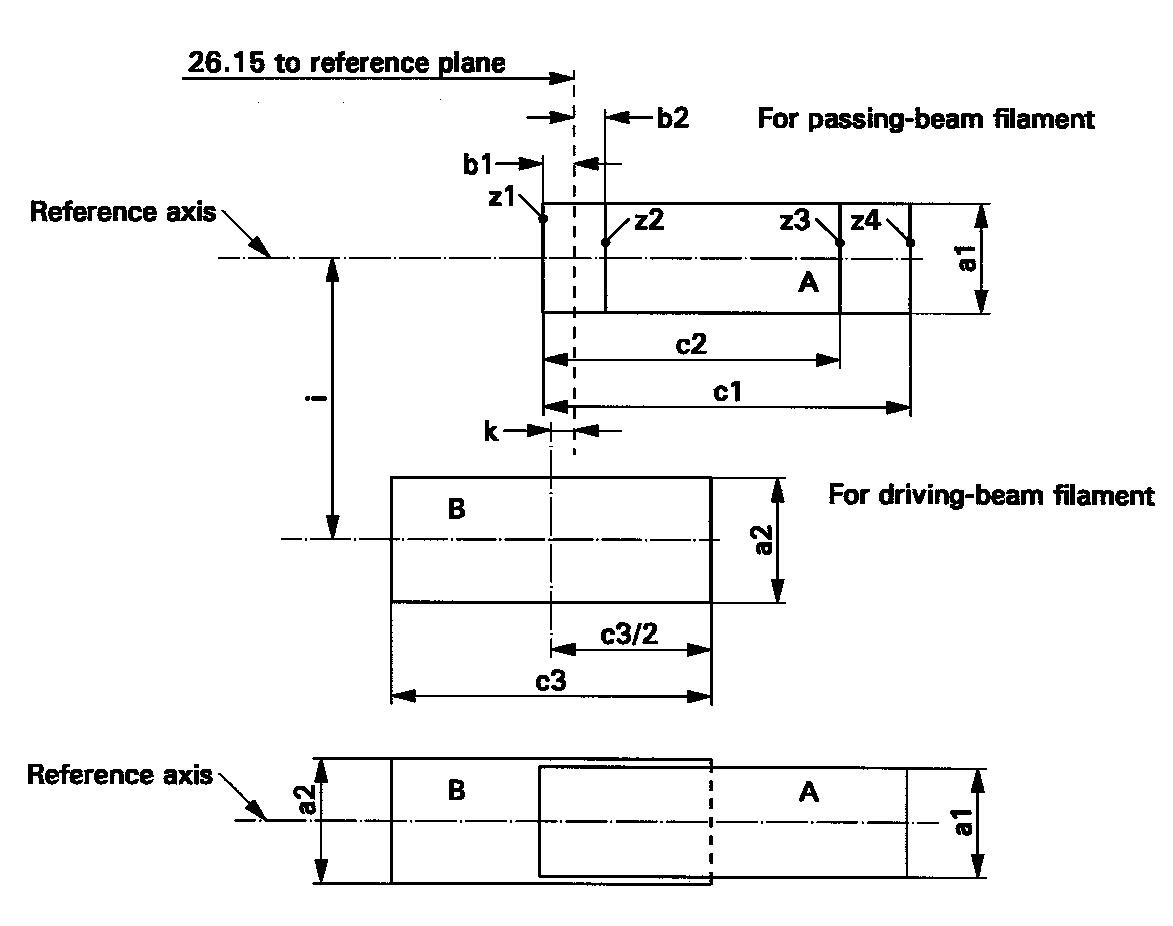 26.15 to reference plane
b2
For passing-beam filament
b1
z1
Reference axis
z2
z3
z4
a1
A
c2
i
c1
k
B
For driving-beam filament
a2
c3/2
c3
Reference axis
a2
B
A
a1